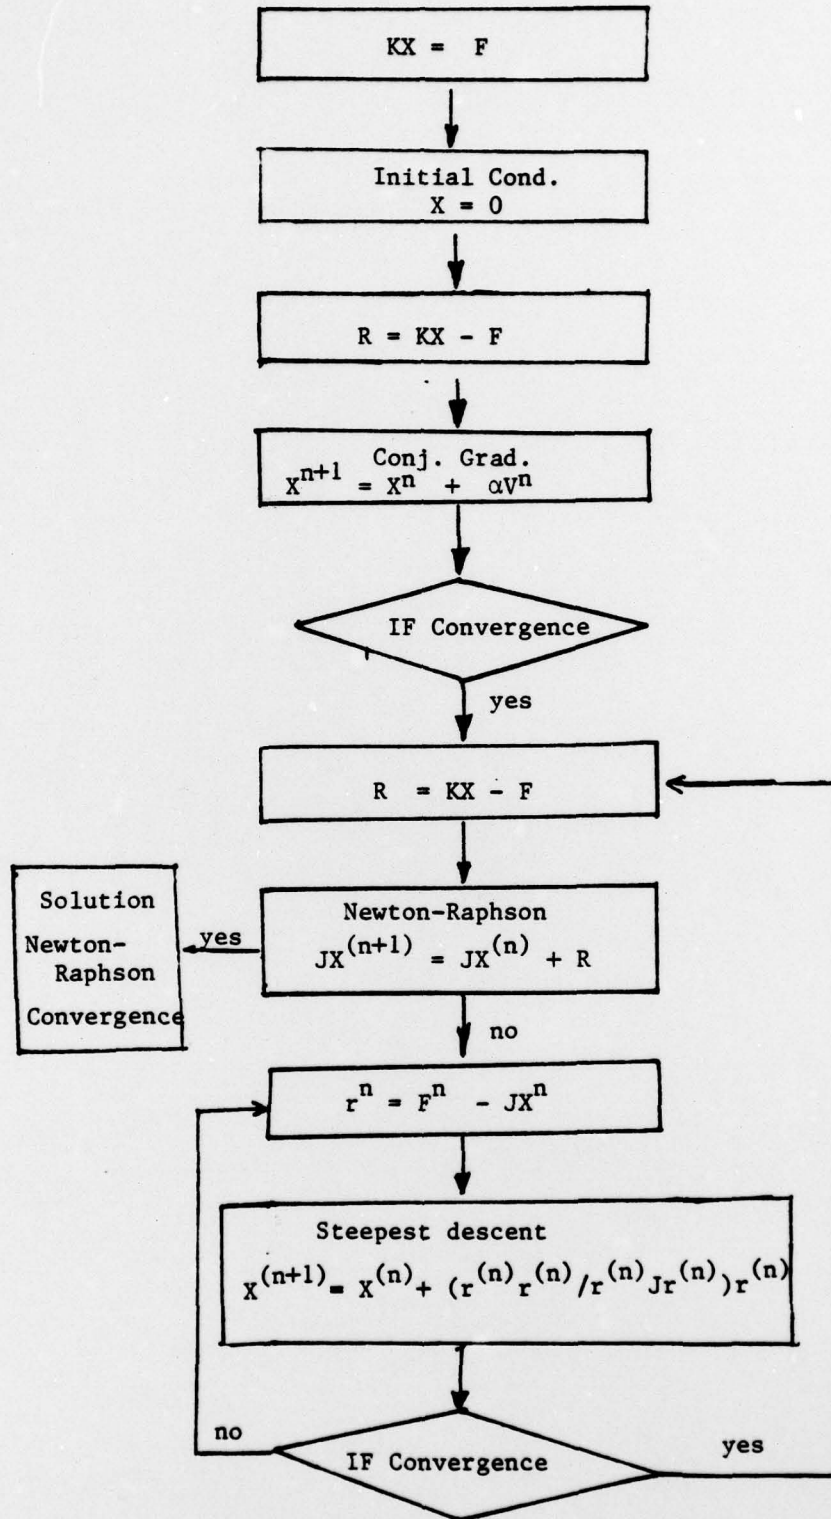 KX = F
Initial Cond.
X = 0
R = KX - F
Conj. Grad.
X^{n+1} = X^n + αV^n
IF Convergence
yes
R = KX - F
Newton-Raphson
JX^{(n+1)} = JX^{(n)} + R
yes
Solution
Newton-
Raphson
Convergence
no
r^n = F^n - JX^n
Steepest descent
X^{(n+1)} = X^{(n)} + (r^{(n)}r^{(n)}/r^{(n)}Jr^{(n)})r^{(n)}
no
IF Convergence
yes